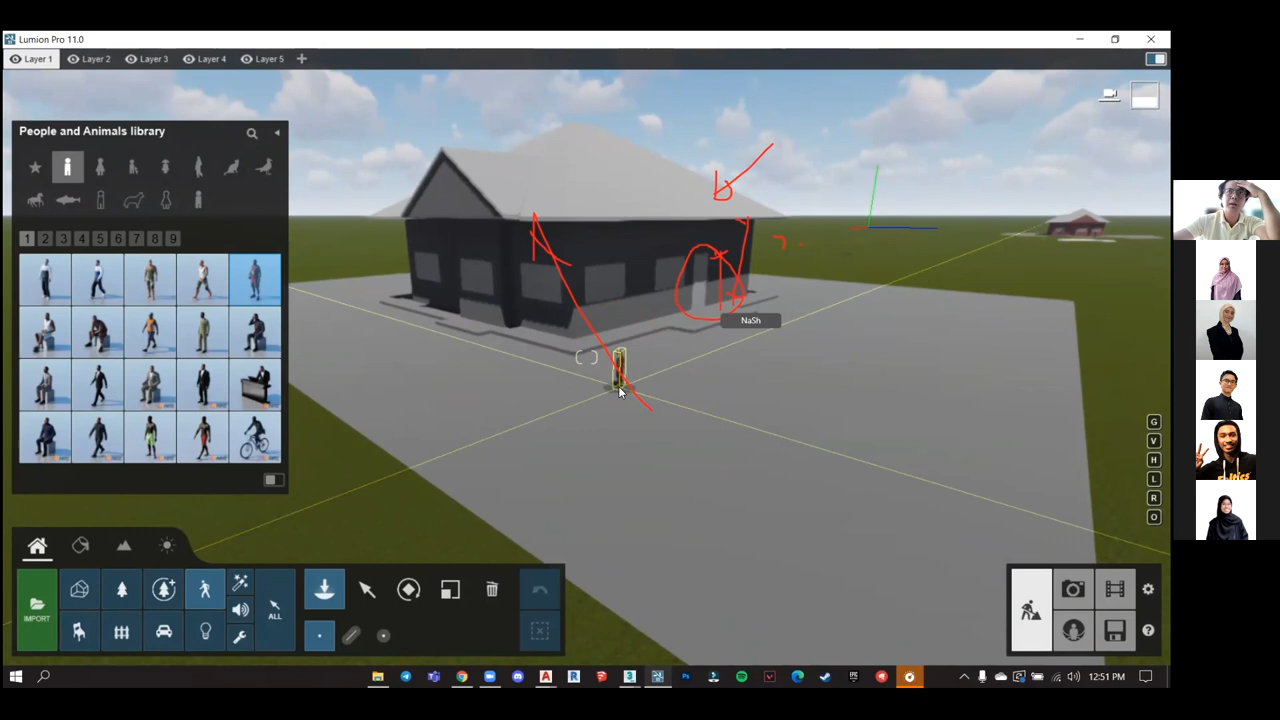 Lumion Pro 11.0
Layer 1 Layer 2 Layer 3 Layer 4 Layer 5
People and Animals library
1 2 3 4 5 6 7 8 9
NaSh
G
V
H
L
R
O
IMPORT
ALL
12:51 PM